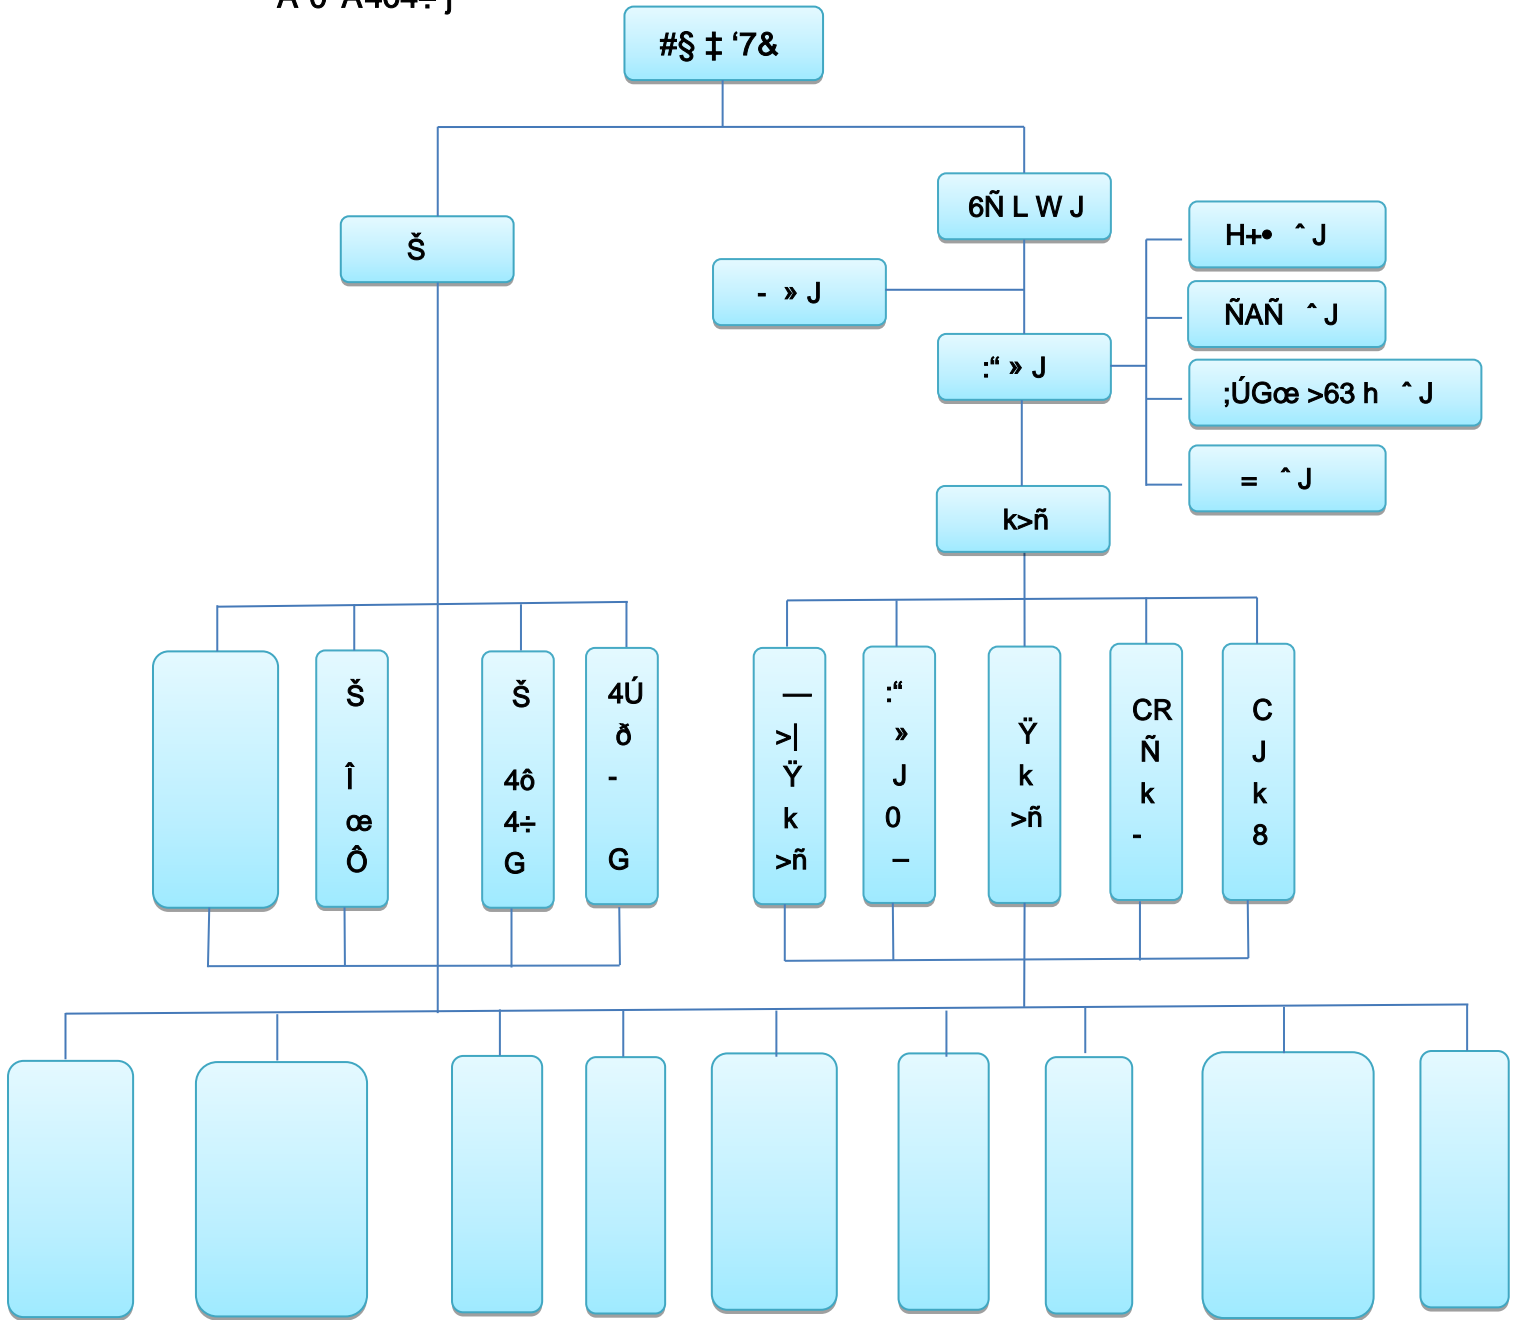 #§ ‡ ‘7&
6Ñ L W J
Š
H+• ˆ J
- » J
ÑAÑ ˆ J
:“ » J
;ÚGœ >63 h ˆ J
= ˆ J
k>ñ
Š
Î
œ
Ô
Š
4ô
4÷
G
4Ú
ð
-
G
—
>|
Ÿ
k
>ñ
:“
»
J
0
–
Ÿ
k
>ñ
CR
Ñ
k
-
C
J
k
8